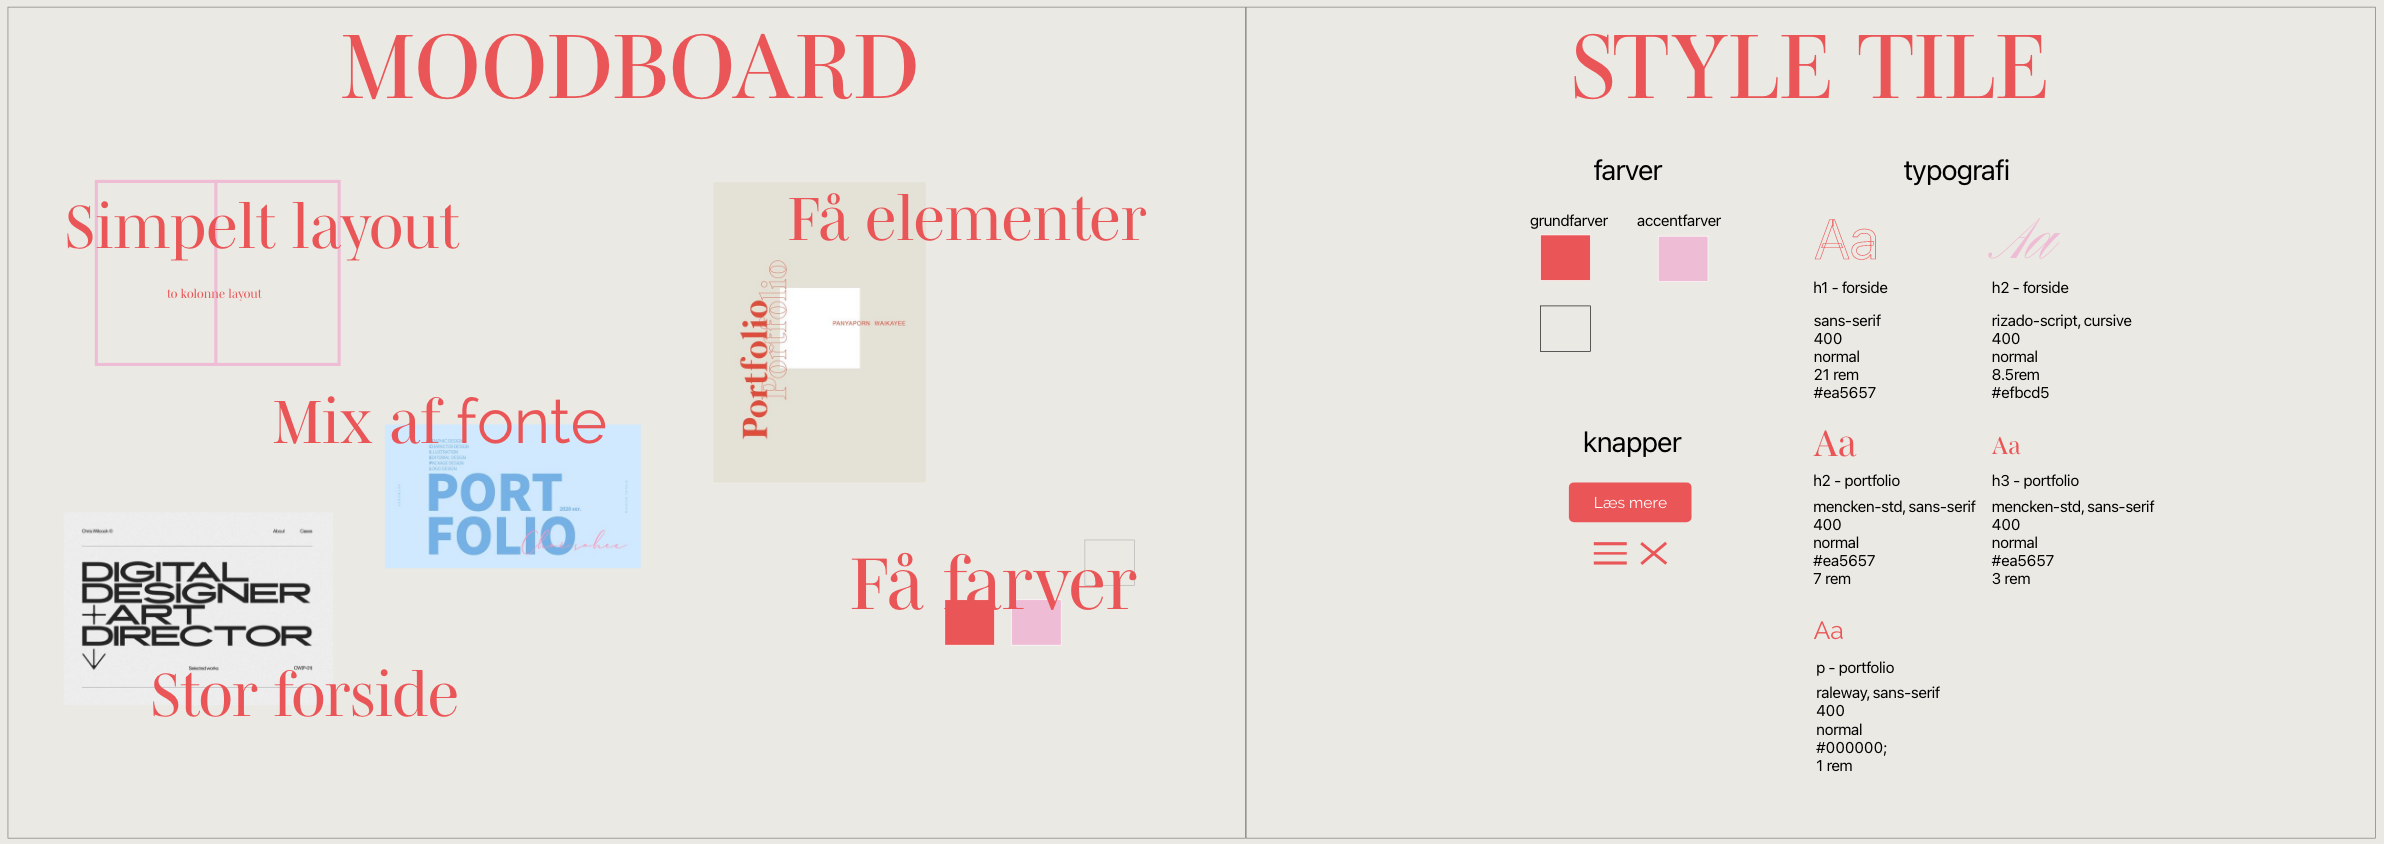 MOODBOARD
Simpelt layout
to kolonne layout
Få elementer
Portfolio
Portfolio
PANYAPORN WAIKAYEE
Mix af fonte
PORT
2020 ver.
FOLIO
About
Cases
DIGITAL
DESIGNER
+ART
DIRECTOR
Selected works
Stor forside
Få farver
STYLE TILE
farver
grundfarver
accentfarver
knapper
Læs mere
typografi
Aa
h1 - forside
sans-serif
400
normal
21 rem
#ea5657
Aa
h2 - forside
rizado-script, cursive
400
normal
8.5rem
#efbcd5
Aa
h2 - portfolio
mencken-std, sans-serif
400
normal
#ea5657
7 rem
Aa
h3 - portfolio
mencken-std, sans-serif
400
normal
#ea5657
3 rem
Aa
p - portfolio
raleway, sans-serif
400
normal
#000000;
1 rem